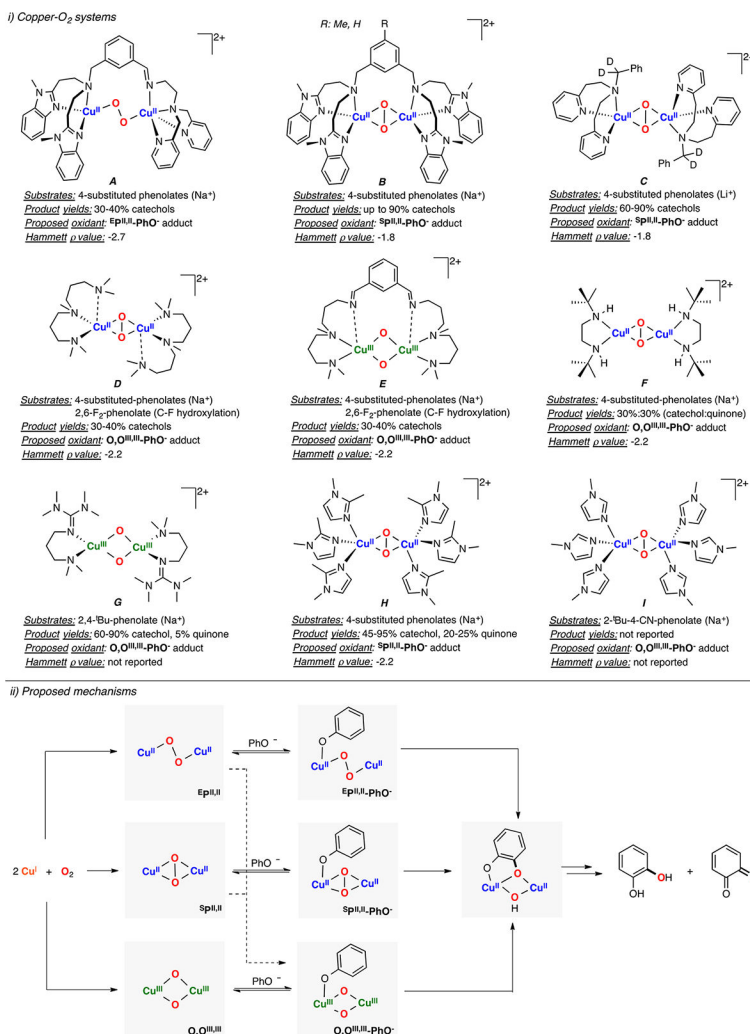 i) Copper-O2 systems
R: Me, H
A
Substrates: 4-substituted phenolates (Na+)
Product yields: 30-40% catechols
Proposed oxidant: EPII,II-PhO- adduct
Hammett ρ value: -2.7
B
Substrates: 4-substituted phenolates (Na+)
Product yields: up to 90% catechols
Proposed oxidant: SPII,II-PhO- adduct
Hammett ρ value: -1.8
C
Substrates: 4-substituted phenolates (Li+)
Product yields: 60-90% catechols
Proposed oxidant: SPII,II-PhO- adduct
Hammett ρ value: -1.8
D
Substrates: 4-substituted-phenolates (Na+)
2,6-F2-phenolate (C-F hydroxylation)
Product yields: 30-40% catechols
Proposed oxidant: O,OIII,III-PhO- adduct
Hammett ρ value: -2.2
E
Substrates: 4-substituted-phenolates (Na+)
2,6-F2-phenolate (C-F hydroxylation)
Product yields: 30-40% catechols
Proposed oxidant: O,OIII,III-PhO- adduct
Hammett ρ value: -2.2
F
Substrates: 4-substituted-phenolates (Na+)
Product yields: 30%:30% (catechol:quinone)
Proposed oxidant: O,OIII,III-PhO- adduct
Hammett ρ value: -2.2
G
Substrates: 2,4-tBu-phenolate (Na+)
Product yields: 60-90% catechol, 5% quinone
Proposed oxidant: O,OIII,III-PhO- adduct
Hammett ρ value: not reported
H
Substrates: 4-substituted phenolates (Na+)
Product yields: 45-95% catechol, 20-25% quinone
Proposed oxidant: SPII,II-PhO- adduct
Hammett ρ value: -2.2
I
Substrates: 2-tBu-4-CN-phenolate (Na+)
Product yields: not reported
Proposed oxidant: O,OIII,III-PhO- adduct
Hammett ρ value: not reported
ii) Proposed mechanisms
PhO-
EPII,II
EPII,II-PhO-
2 CuI + O2
PhO-
SPII,II
SPII,II-PhO-
PhO-
O,OIII,III
O,OIII,III-PhO-